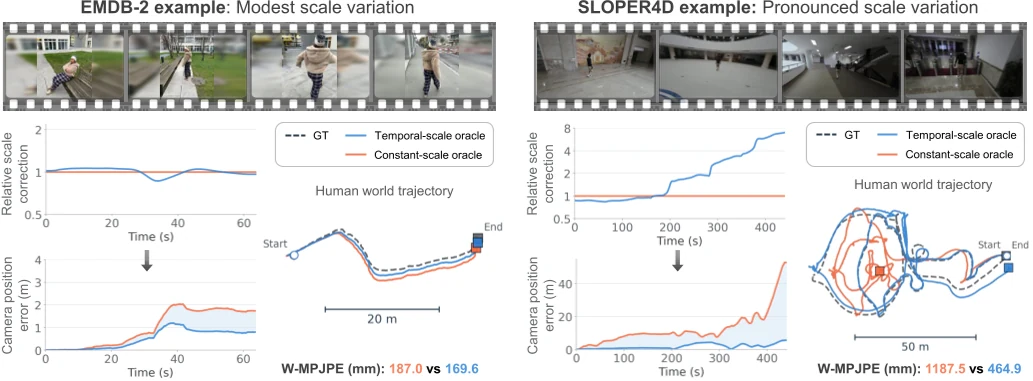 EMDB-2 example: Modest scale variation
2
1
0.5
Relative scale
correction
0
20
40
60
Time (s)
GT
Temporal-scale oracle
Constant-scale oracle
Human world trajectory
Start
End
20 m
4
3
2
1
0
Camera position
error (m)
0
20
40
60
Time (s)
W-MPJPE (mm): 187.0 vs 169.6
SLOPER4D example: Pronounced scale variation
8
4
2
1
0.5
Relative scale
correction
0
100
200
300
400
Time (s)
GT
Temporal-scale oracle
Constant-scale oracle
Human world trajectory
Start
End
50 m
40
20
0
Camera position
error (m)
0
100
200
300
400
Time (s)
W-MPJPE (mm): 1187.5 vs 464.9